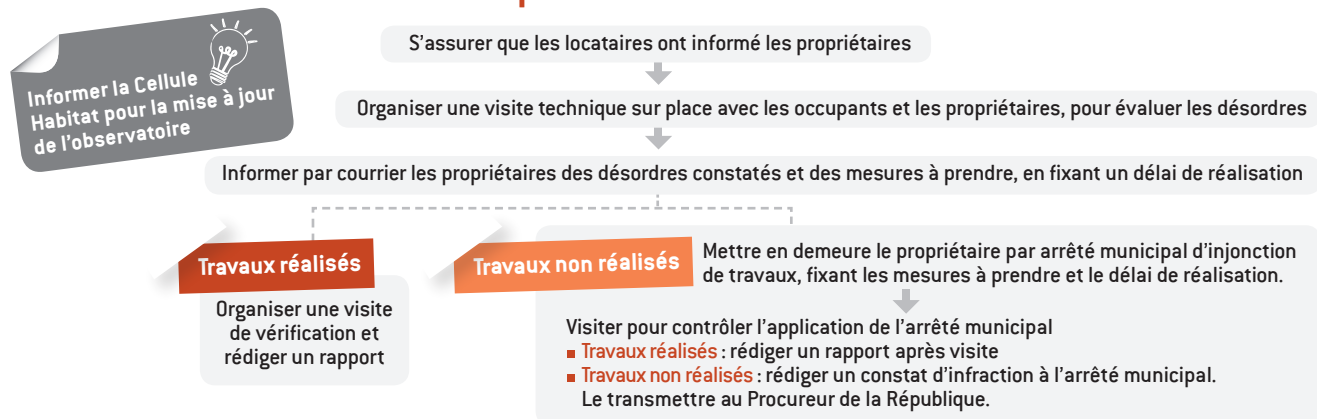 Informer la Cellule
Habitat pour la mise à jour
de l'observatoire
S'assurer que les locataires ont informé les propriétaires
Organiser une visite technique sur place avec les occupants et les propriétaires, pour évaluer les désordres
Informer par courrier les propriétaires des désordres constatés et des mesures à prendre, en fixant un délai de réalisation
Travaux réalisés
Organiser une visite
de vérification et
rédiger un rapport
Travaux non réalisés
Mettre en demeure le propriétaire par arrêté municipal d'injonction
de travaux, fixant les mesures à prendre et le délai de réalisation.
Visiter pour contrôler l'application de l'arrêté municipal
▪ Travaux réalisés : rédiger un rapport après visite
▪ Travaux non réalisés : rédiger un constat d'infraction à l'arrêté municipal.
Le transmettre au Procureur de la République.